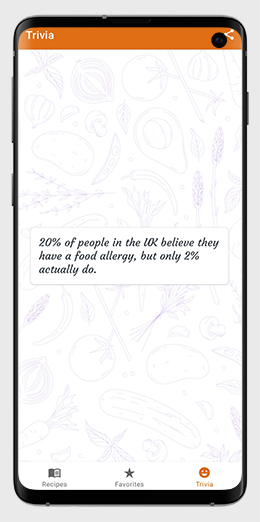 Trivia
20% of people in the UK believe they
have a food allergy, but only 2%
actually do.
Recipes
Favorites
Trivia